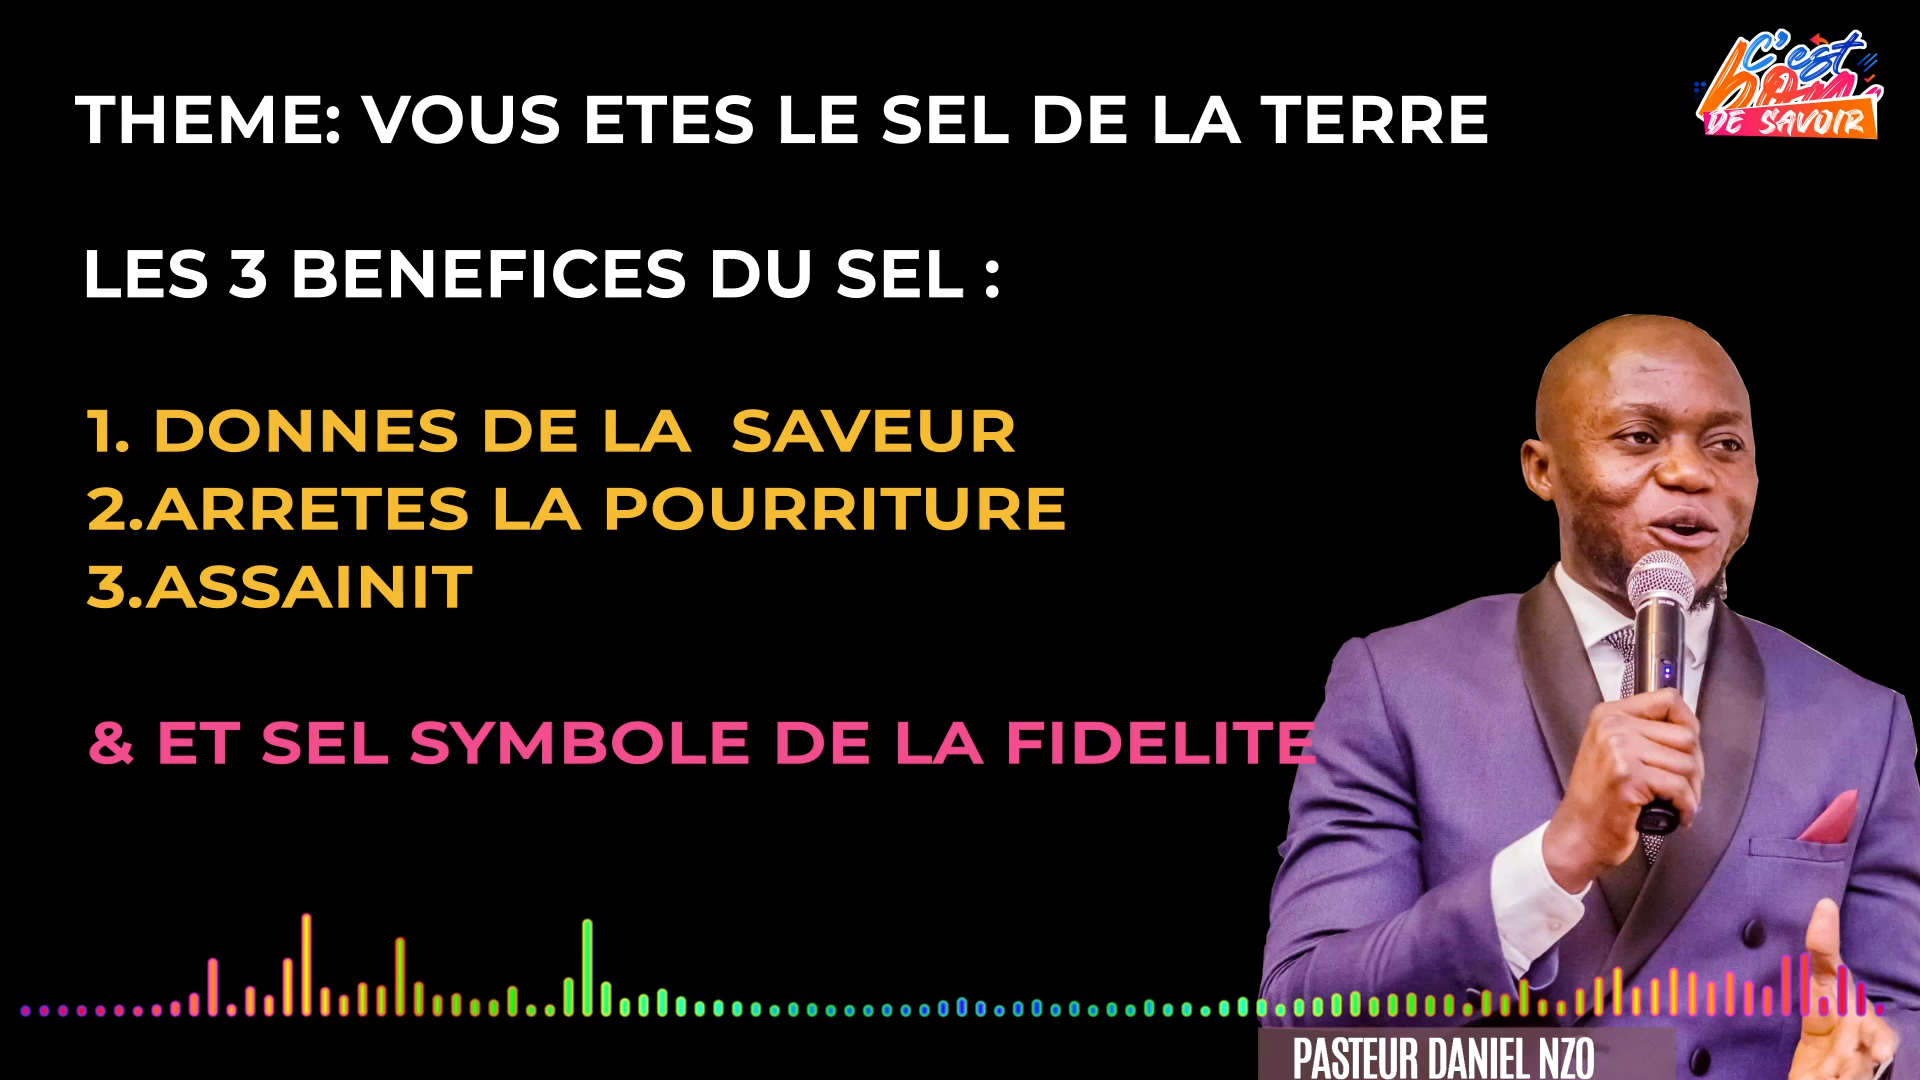 C'est
bon
DE SAVOIR
THEME: VOUS ETES LE SEL DE LA TERRE
LES 3 BENEFICES DU SEL :
1. DONNES DE LA SAVEUR
2.ARRETES LA POURRITURE
3.ASSAINIT
& ET SEL SYMBOLE DE LA FIDELITE
PASTEUR DANIEL NZO